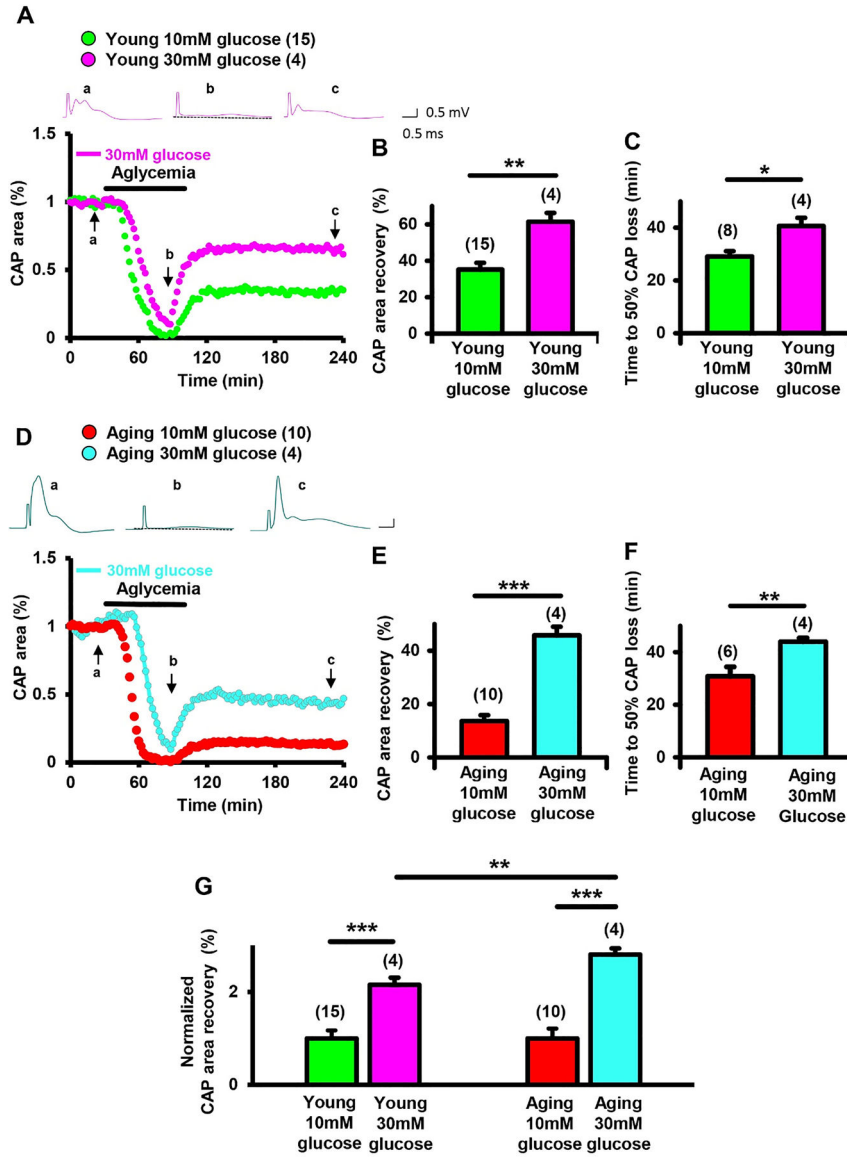 A
Young 10mM glucose (15)
Young 30mM glucose (4)
a
b
c
0.5 mV
0.5 ms
1.5
1
0.5
0
CAP area (%)
30mM glucose
Aglycemia
a
b
c
0 60 120 180 240
Time (min)
B
CAP area recovery (%)
60
40
20
0
**
(15)
(4)
Young 10mM glucose
Young 30mM glucose
C
Time to 50% CAP loss (min)
40
20
0
*
(8)
(4)
Young 10mM glucose
Young 30mM glucose
D
Aging 10mM glucose (10)
Aging 30mM glucose (4)
a
b
c
1.5
1
0.5
0
CAP area (%)
30mM glucose
Aglycemia
a
b
c
0 60 120 180 240
Time (min)
E
CAP area recovery (%)
40
20
0
***
(10)
(4)
Aging 10mM glucose
Aging 30mM glucose
F
Time to 50% CAP loss (min)
40
20
0
**
(6)
(4)
Aging 10mM glucose
Aging 30mM Glucose
G
Normalized
CAP area recovery (%)
2
0
**
***
***
(15)
(4)
(10)
(4)
Young 10mM glucose
Young 30mM glucose
Aging 10mM glucose
Aging 30mM glucose